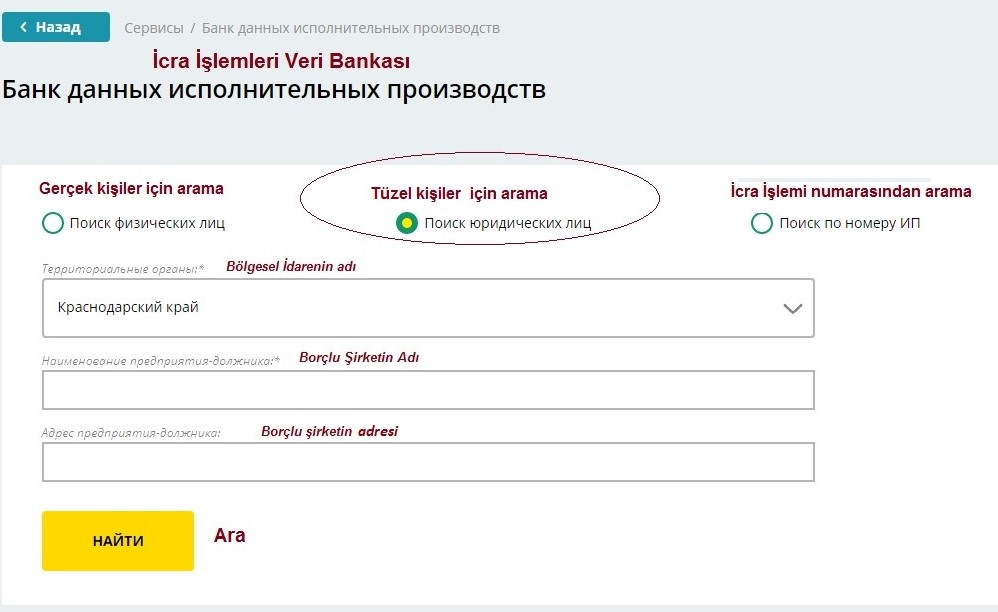 Назад Сервисы / Банк данных исполнительных производств
İcra İşlemleri Veri Bankası
Банк данных исполнительных производств
Gerçek kişiler için arama Tüzel kişiler için arama İcra İşlemi numarasından arama
Поиск физических лиц Поиск юридических лиц Поиск по номеру ИП
Территориальные органы:* Bölgesel İdarenin adı
Краснодарский край
Наименование предприятия-должника:* Borçlu Şirketin Adı
Адрес предприятия-должника: Borçlu şirketin adresi
НАЙТИ Ara